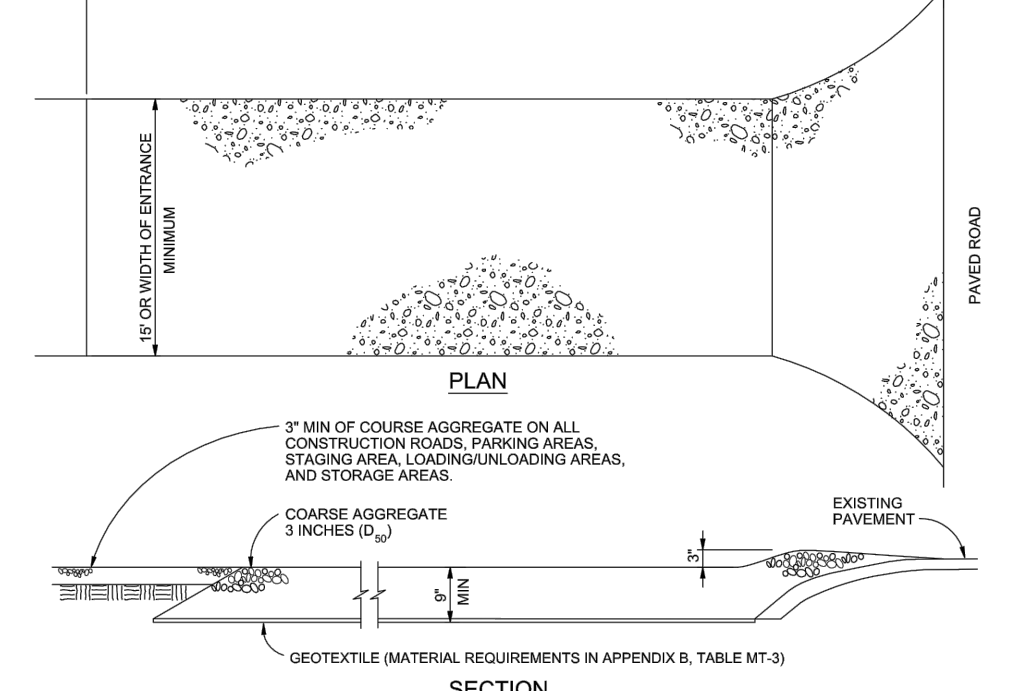 15' OR WIDTH OF ENTRANCE
MINIMUM
PAVED ROAD
PLAN
3" MIN OF COURSE AGGREGATE ON ALL
CONSTRUCTION ROADS, PARKING AREAS,
STAGING AREA, LOADING/UNLOADING AREAS,
AND STORAGE AREAS.
COARSE AGGREGATE
3 INCHES (D50)
EXISTING
PAVEMENT
3"
9"
MIN
GEOTEXTILE (MATERIAL REQUIREMENTS IN APPENDIX B, TABLE MT-3)
SECTION